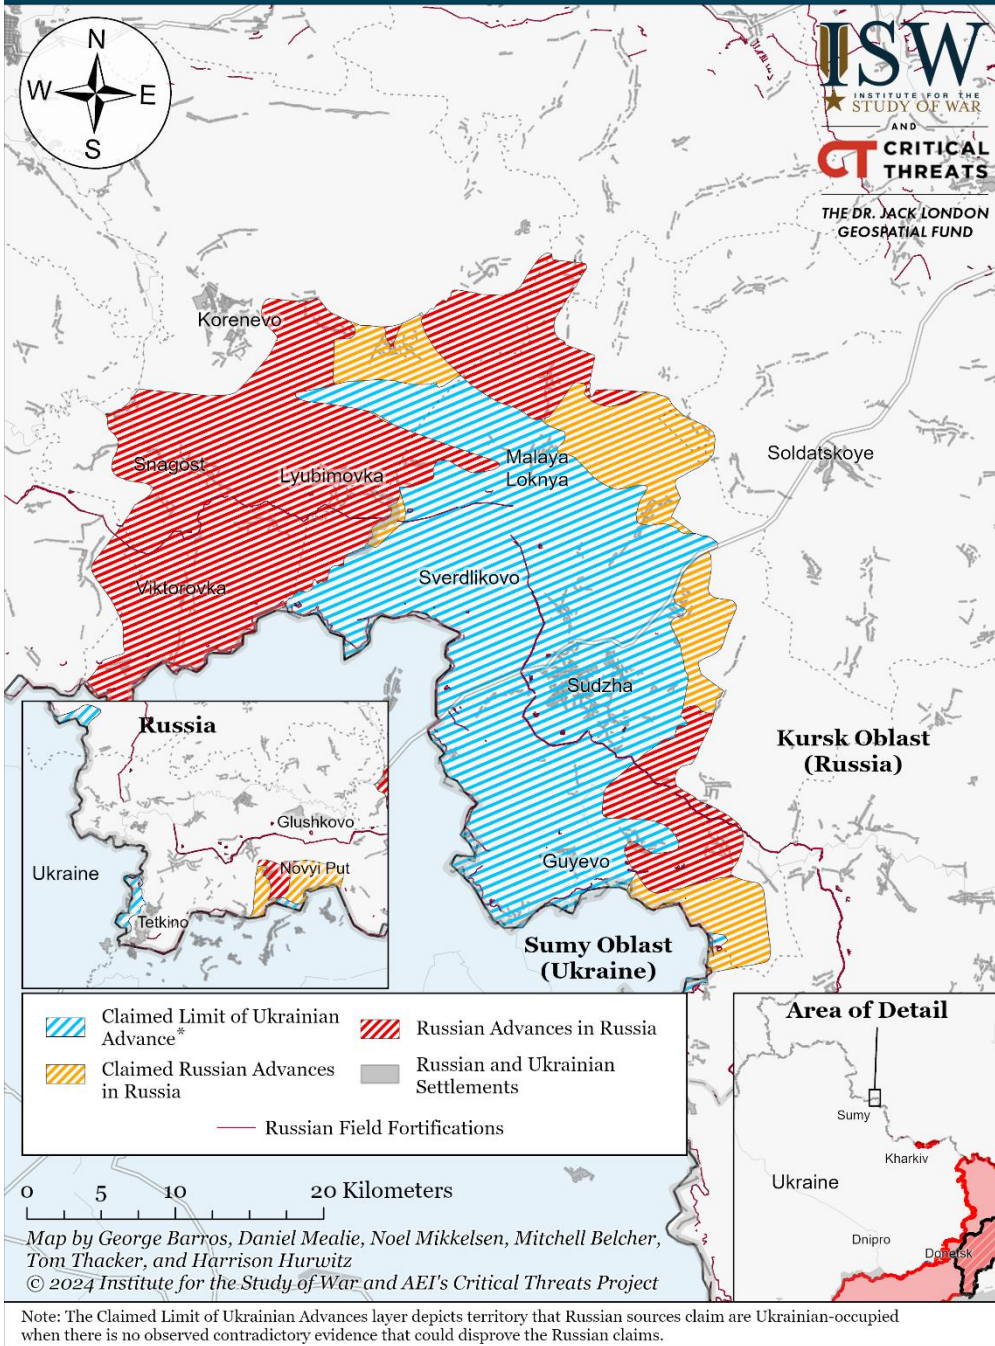 N
W
E
S
ISW
INSTITUTE FOR THE
STUDY OF WAR
AND
CT CRITICAL
THREATS
THE DR. JACK LONDON
GEOSPATIAL FUND
Korenevo
Snagost
Lyubimovka
Malaya
Loknya
Soldatskoye
Viktorovka
Sverdlikovo
Sudzha
Kursk Oblast
(Russia)
Guyevo
Sumy Oblast
(Ukraine)
Russia
Glushkovo
Ukraine
Novyi Put
Tetkino
Claimed Limit of Ukrainian
Advance*
Russian Advances in Russia
Claimed Russian Advances
in Russia
Russian and Ukrainian
Settlements
Russian Field Fortifications
Area of Detail
Sumy
Kharkiv
Ukraine
Dnipro
Donetsk
0 5 10 20 Kilometers
Map by George Barros, Daniel Mealie, Noel Mikkelsen, Mitchell Belcher,
Tom Thacker, and Harrison Hurwitz
© 2024 Institute for the Study of War and AEI's Critical Threats Project
Note: The Claimed Limit of Ukrainian Advances layer depicts territory that Russian sources claim are Ukrainian-occupied
when there is no observed contradictory evidence that could disprove the Russian claims.